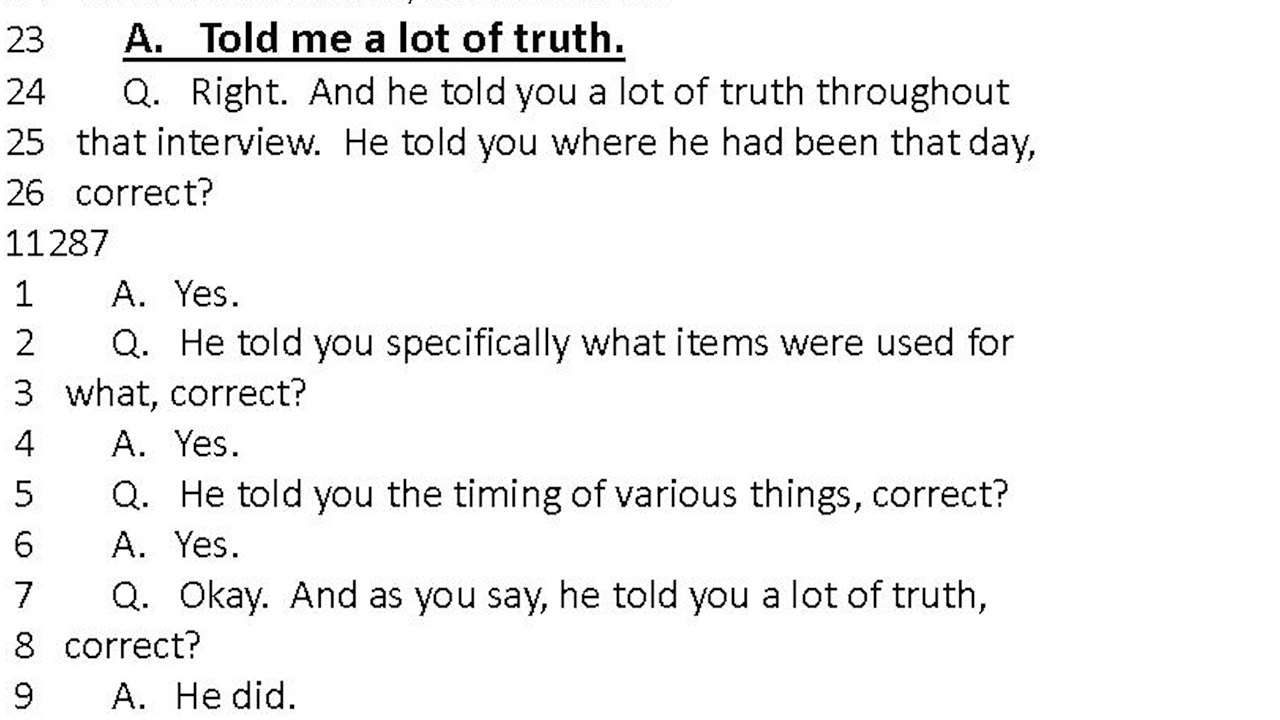 23 A. Told me a lot of truth.
24 Q. Right. And he told you a lot of truth throughout
25 that interview. He told you where he had been that day,
26 correct?
11287
1 A. Yes.
2 Q. He told you specifically what items were used for
3 what, correct?
4 A. Yes.
5 Q. He told you the timing of various things, correct?
6 A. Yes.
7 Q. Okay. And as you say, he told you a lot of truth,
8 correct?
9 A. He did.